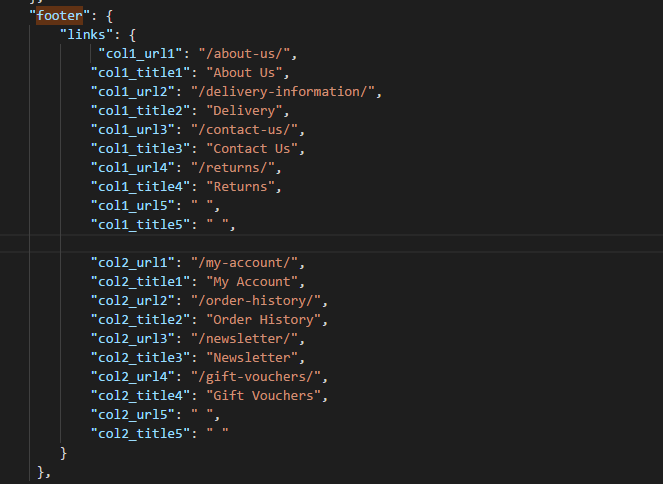 },
"footer": {
"links": {
"col1_url1": "/about-us/",
"col1_title1": "About Us",
"col1_url2": "/delivery-information/",
"col1_title2": "Delivery",
"col1_url3": "/contact-us/",
"col1_title3": "Contact Us",
"col1_url4": "/returns/",
"col1_title4": "Returns",
"col1_url5": " ",
"col1_title5": " ",
"col2_url1": "/my-account/",
"col2_title1": "My Account",
"col2_url2": "/order-history/",
"col2_title2": "Order History",
"col2_url3": "/newsletter/",
"col2_title3": "Newsletter",
"col2_url4": "/gift-vouchers/",
"col2_title4": "Gift Vouchers",
"col2_url5": " ",
"col2_title5": " "
}
},